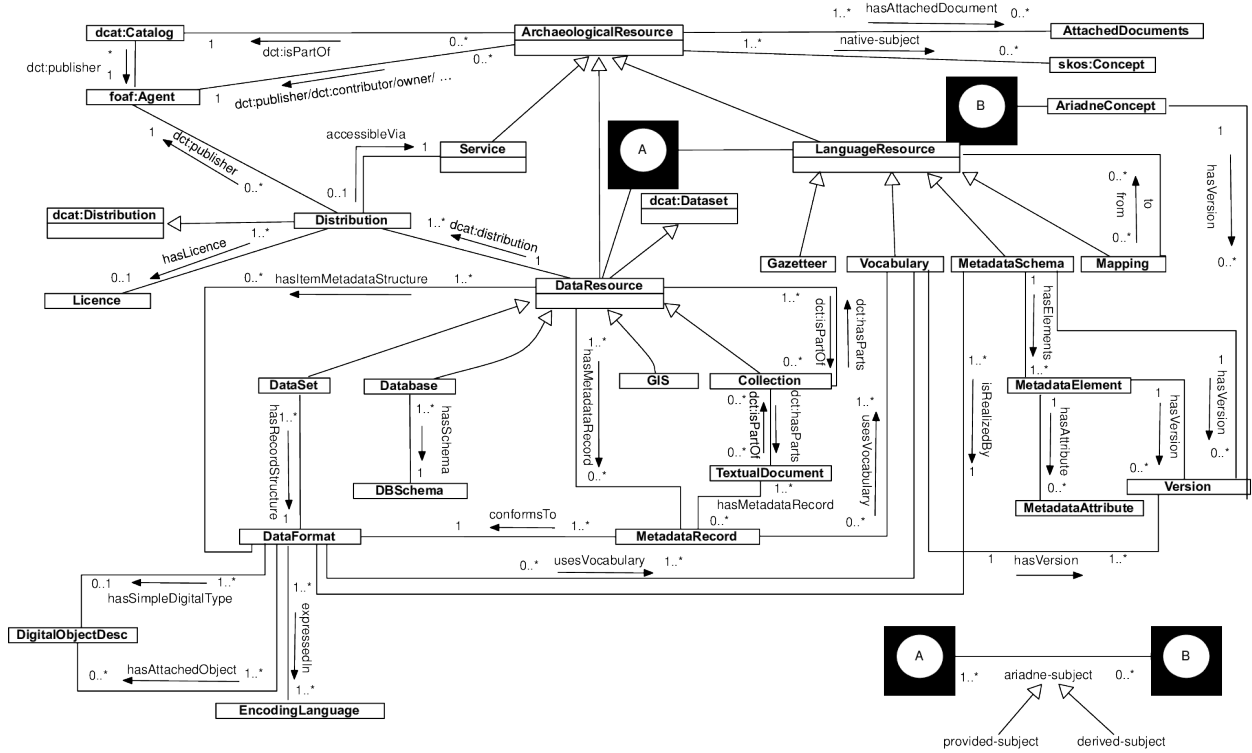 hasAttachedDocument
1..* 0..*
dcat:Catalog
ArchaeologicalResource
AttachedDocuments
1
dct:isPartOf
0..*
1..*
native-subject
0..*
*
dct:publisher
1
0..*
skos:Concept
foaf:Agent
1
dct:publisher/dct:contributor/owner/ ...
B
AriadneConcept
1
dct:publisher
0..*
accessibleVia
1
0..1
Service
A
LanguageResource
1
hasVersion
0..*
0..*
to
from
0..*
dcat:Dataset
dcat:Distribution
Distribution
1..*
dcat:distribution
1
hasLicence
1..*
0..1
Gazetteer
Vocabulary
MetadataSchema
Mapping
Licence
0..*
hasItemMetadataStructure
1..*
DataResource
1..*
dct:isPartOf
0..*
dct:hasParts
1
hasElements
1..*
1..*
hasMetadataRecord
0..*
DataSet
Database
GIS
Collection
MetadataElement
1..*
isRealizedBy
1
1
hasVersion
0..*
hasRecordStructure
1..*
1
1..*
hasSchema
1
0..*
dct:isPartOf
dct:hasParts
0..*
1..*
usesVocabulary
0..*
1
hasAttribute
0..*
1
hasVersion
0..*
DBSchema
TextualDocument
1..*
hasMetadataRecord
0..*
Version
MetadataAttribute
DataFormat
1
conformsTo
1..*
MetadataRecord
0..*
usesVocabulary
1..*
1
hasVersion
1..*
0..1
1..*
hasSimpleDigitalType
1..*
expressedIn
1..*
DigitalObjectDesc
0..*
hasAttachedObject
1..*
EncodingLanguage
A
B
1..*
ariadne-subject
0..*
provided-subject
derived-subject